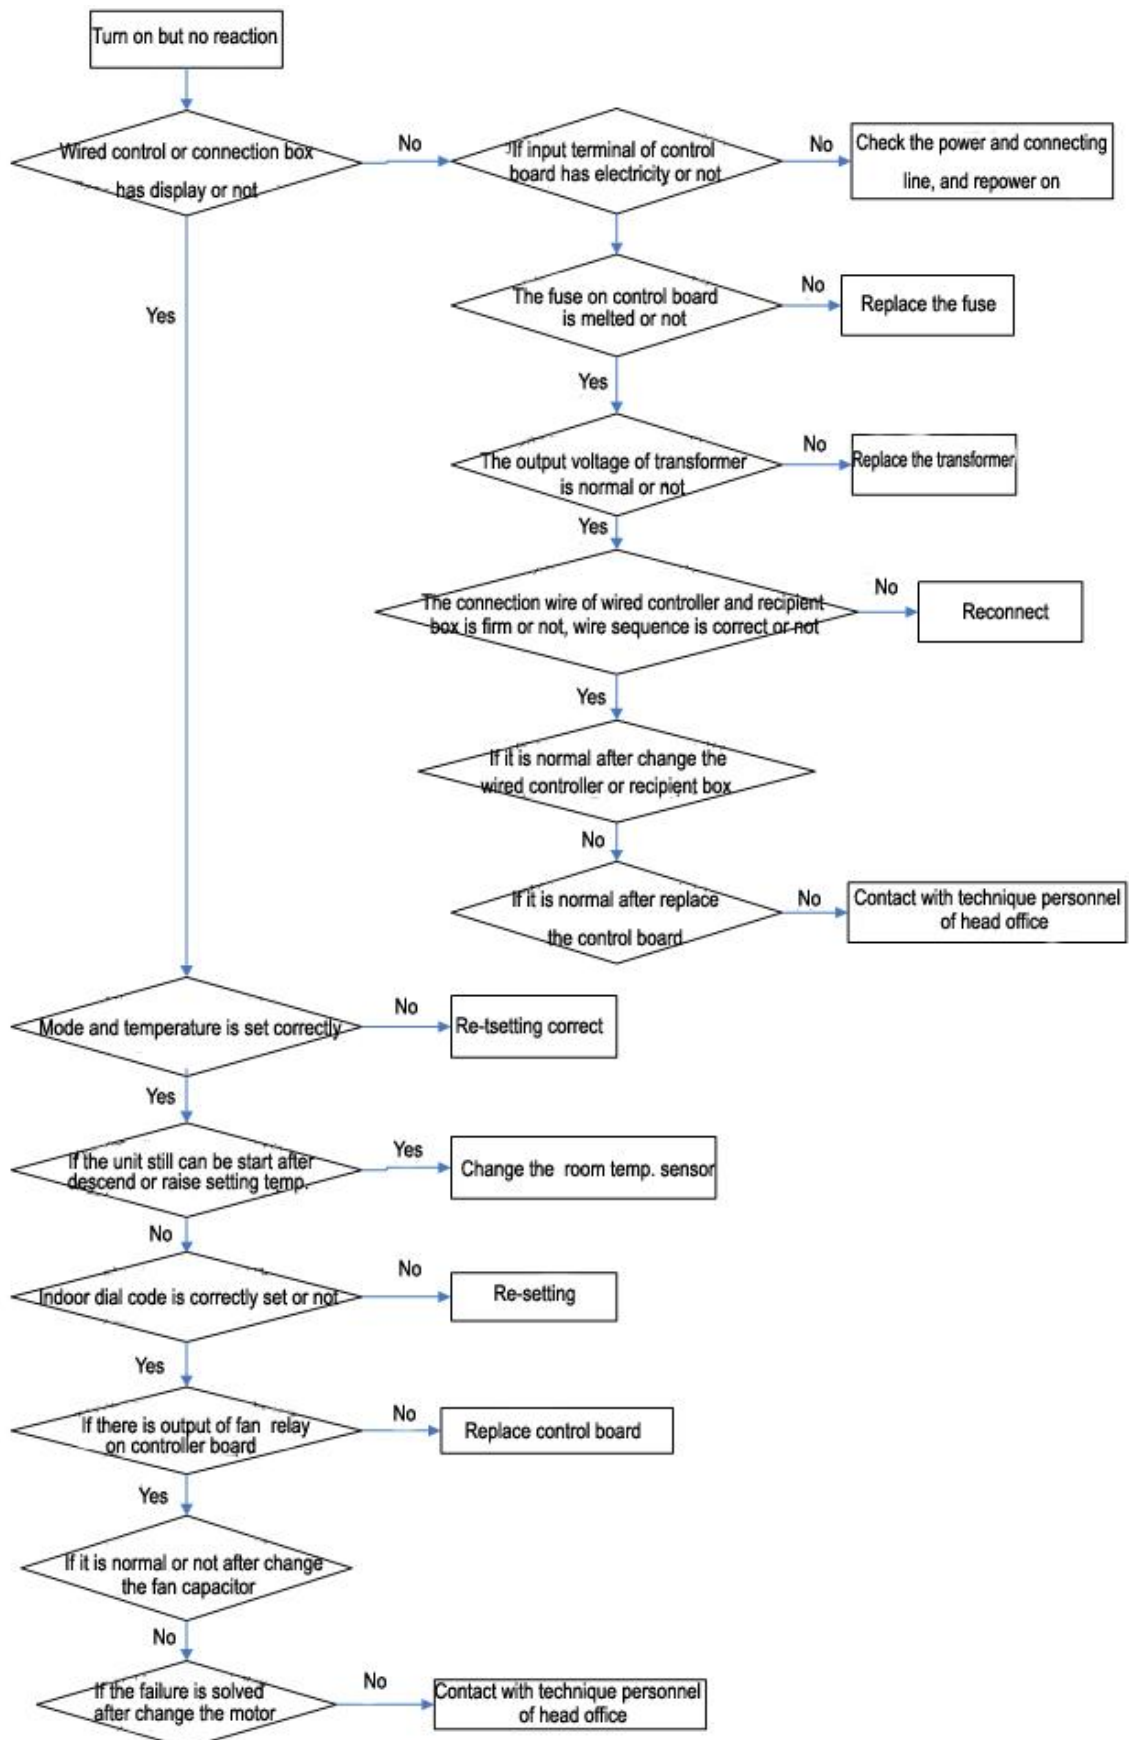 Turn on but no reaction
Wired control or connection box
has display or not
No
If input terminal of control
board has electricity or not
No
Check the power and connecting
line, and repower on
Yes
The fuse on control board
is melted or not
No
Replace the fuse
Yes
The output voltage of transformer
is normal or not
No
Replace the transformer
Yes
The connection wire of wired controller and recipient
box is firm or not, wire sequence is correct or not
No
Reconnect
Yes
If it is normal after change the
wired controller or recipient box
No
If it is normal after replace
the control board
No
Contact with technique personnel
of head office
Mode and temperature is set correctly
No
Re-tsetting correct
Yes
If the unit still can be start after
descend or raise setting temp.
Yes
Change the room temp. sensor
No
Indoor dial code is correctly set or not
No
Re-setting
Yes
If there is output of fan relay
on controller board
No
Replace control board
Yes
If it is normal or not after change
the fan capacitor
No
If the failure is solved
after change the motor
No
Contact with technique personnel
of head office